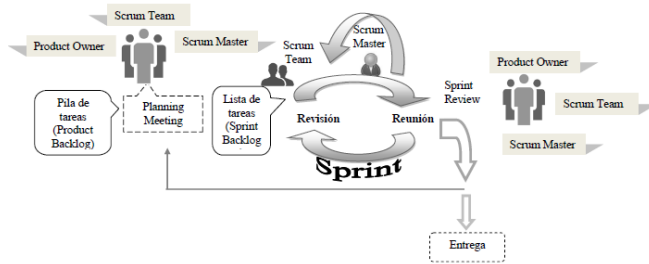 Scrum Team
Product Owner
Scrum Master
Pila de
tareas
(Product
Backlog)
Planning
Meeting
Scrum
Team
Scrum
Master
Lista de
tareas
(Sprint
Backlog
Revisión
Reunión
Sprint
Sprint
Review
Product Owner
Scrum Team
Scrum Master
Entrega